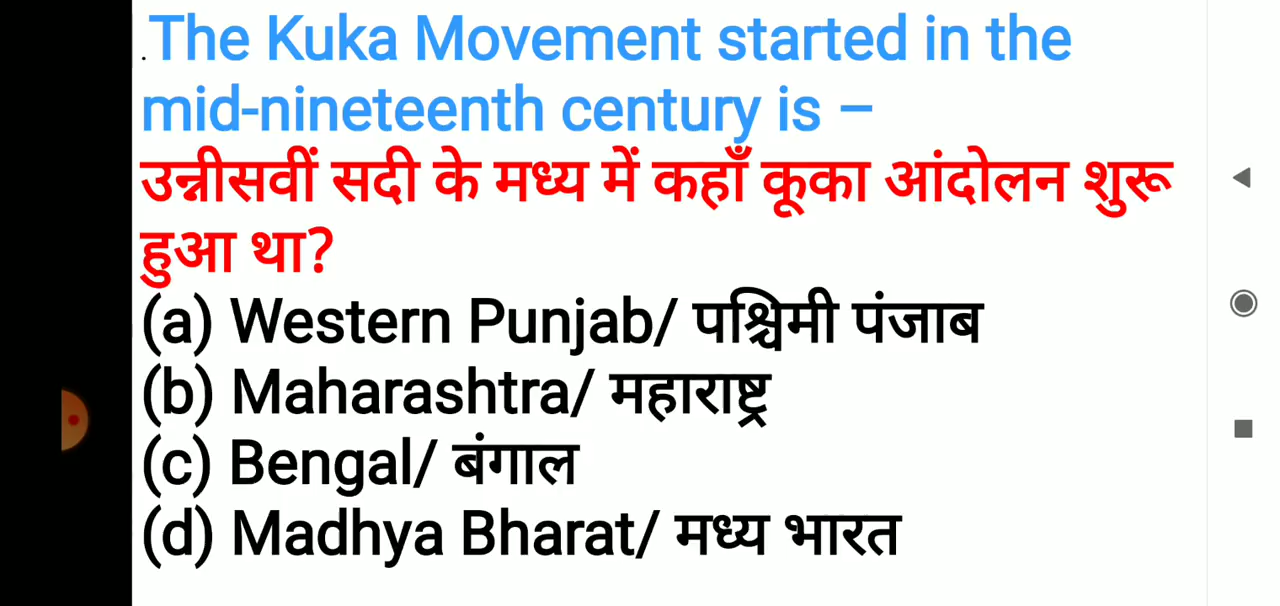 .The Kuka Movement started in the
mid-nineteenth century is –
उन्नीसवीं सदी के मध्य में कहाँ कूका आंदोलन शुरू
हुआ था?
(a) Western Punjab/ पश्चिमी पंजाब
(b) Maharashtra/ महाराष्ट्र
(c) Bengal/ बंगाल
(d) Madhya Bharat/ मध्य भारत